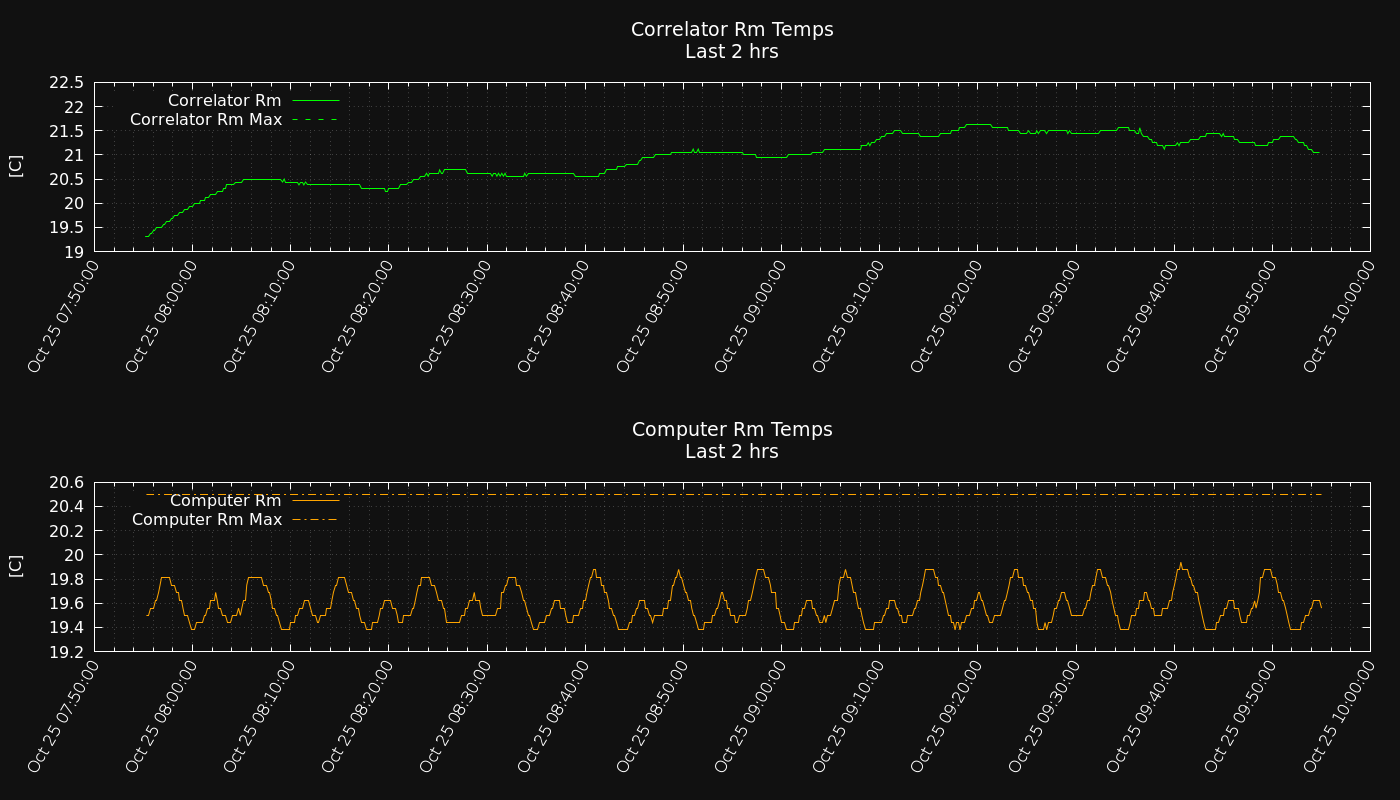 Correlator Rm Temps
Last 2 hrs
22.5
22
21.5
21
20.5
20
19.5
19
[C]
Correlator Rm
Correlator Rm Max
Oct 25 07:50:00
Oct 25 08:00:00
Oct 25 08:10:00
Oct 25 08:20:00
Oct 25 08:30:00
Oct 25 08:40:00
Oct 25 08:50:00
Oct 25 09:00:00
Oct 25 09:10:00
Oct 25 09:20:00
Oct 25 09:30:00
Oct 25 09:40:00
Oct 25 09:50:00
Oct 25 10:00:00
Computer Rm Temps
Last 2 hrs
20.6
20.4
20.2
20
19.8
19.6
19.4
19.2
[C]
Computer Rm
Computer Rm Max
Oct 25 07:50:00
Oct 25 08:00:00
Oct 25 08:10:00
Oct 25 08:20:00
Oct 25 08:30:00
Oct 25 08:40:00
Oct 25 08:50:00
Oct 25 09:00:00
Oct 25 09:10:00
Oct 25 09:20:00
Oct 25 09:30:00
Oct 25 09:40:00
Oct 25 09:50:00
Oct 25 10:00:00